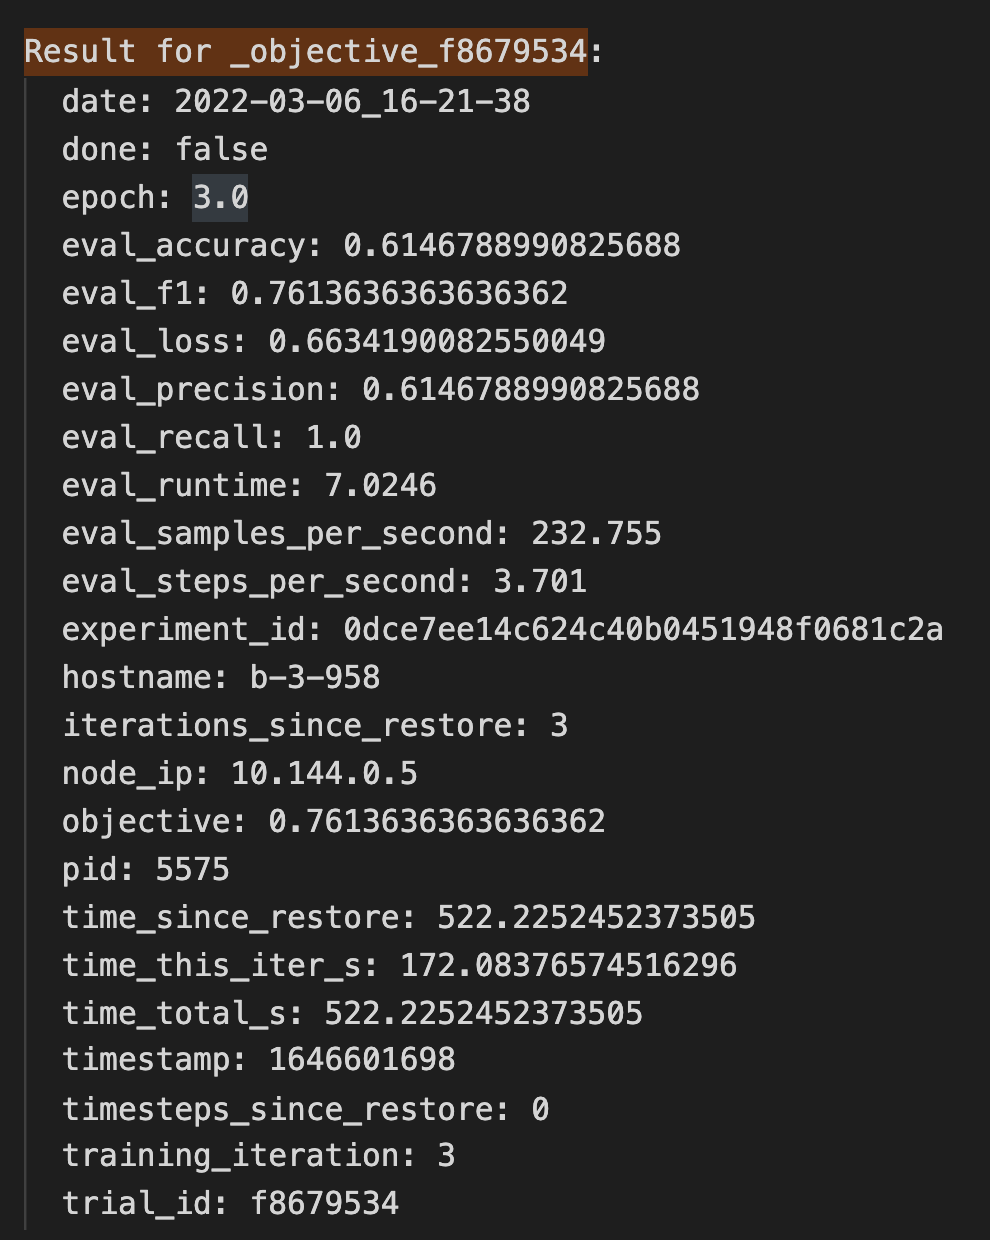 Result for _objective_f8679534:
date: 2022-03-06_16-21-38
done: false
epoch: 3.0
eval_accuracy: 0.6146788990825688
eval_f1: 0.7613636363636362
eval_loss: 0.6634190082550049
eval_precision: 0.6146788990825688
eval_recall: 1.0
eval_runtime: 7.0246
eval_samples_per_second: 232.755
eval_steps_per_second: 3.701
experiment_id: 0dce7ee14c624c40b0451948f0681c2a
hostname: b-3-958
iterations_since_restore: 3
node_ip: 10.144.0.5
objective: 0.7613636363636362
pid: 5575
time_since_restore: 522.2252452373505
time_this_iter_s: 172.08376574516296
time_total_s: 522.2252452373505
timestamp: 1646601698
timesteps_since_restore: 0
training_iteration: 3
trial_id: f8679534